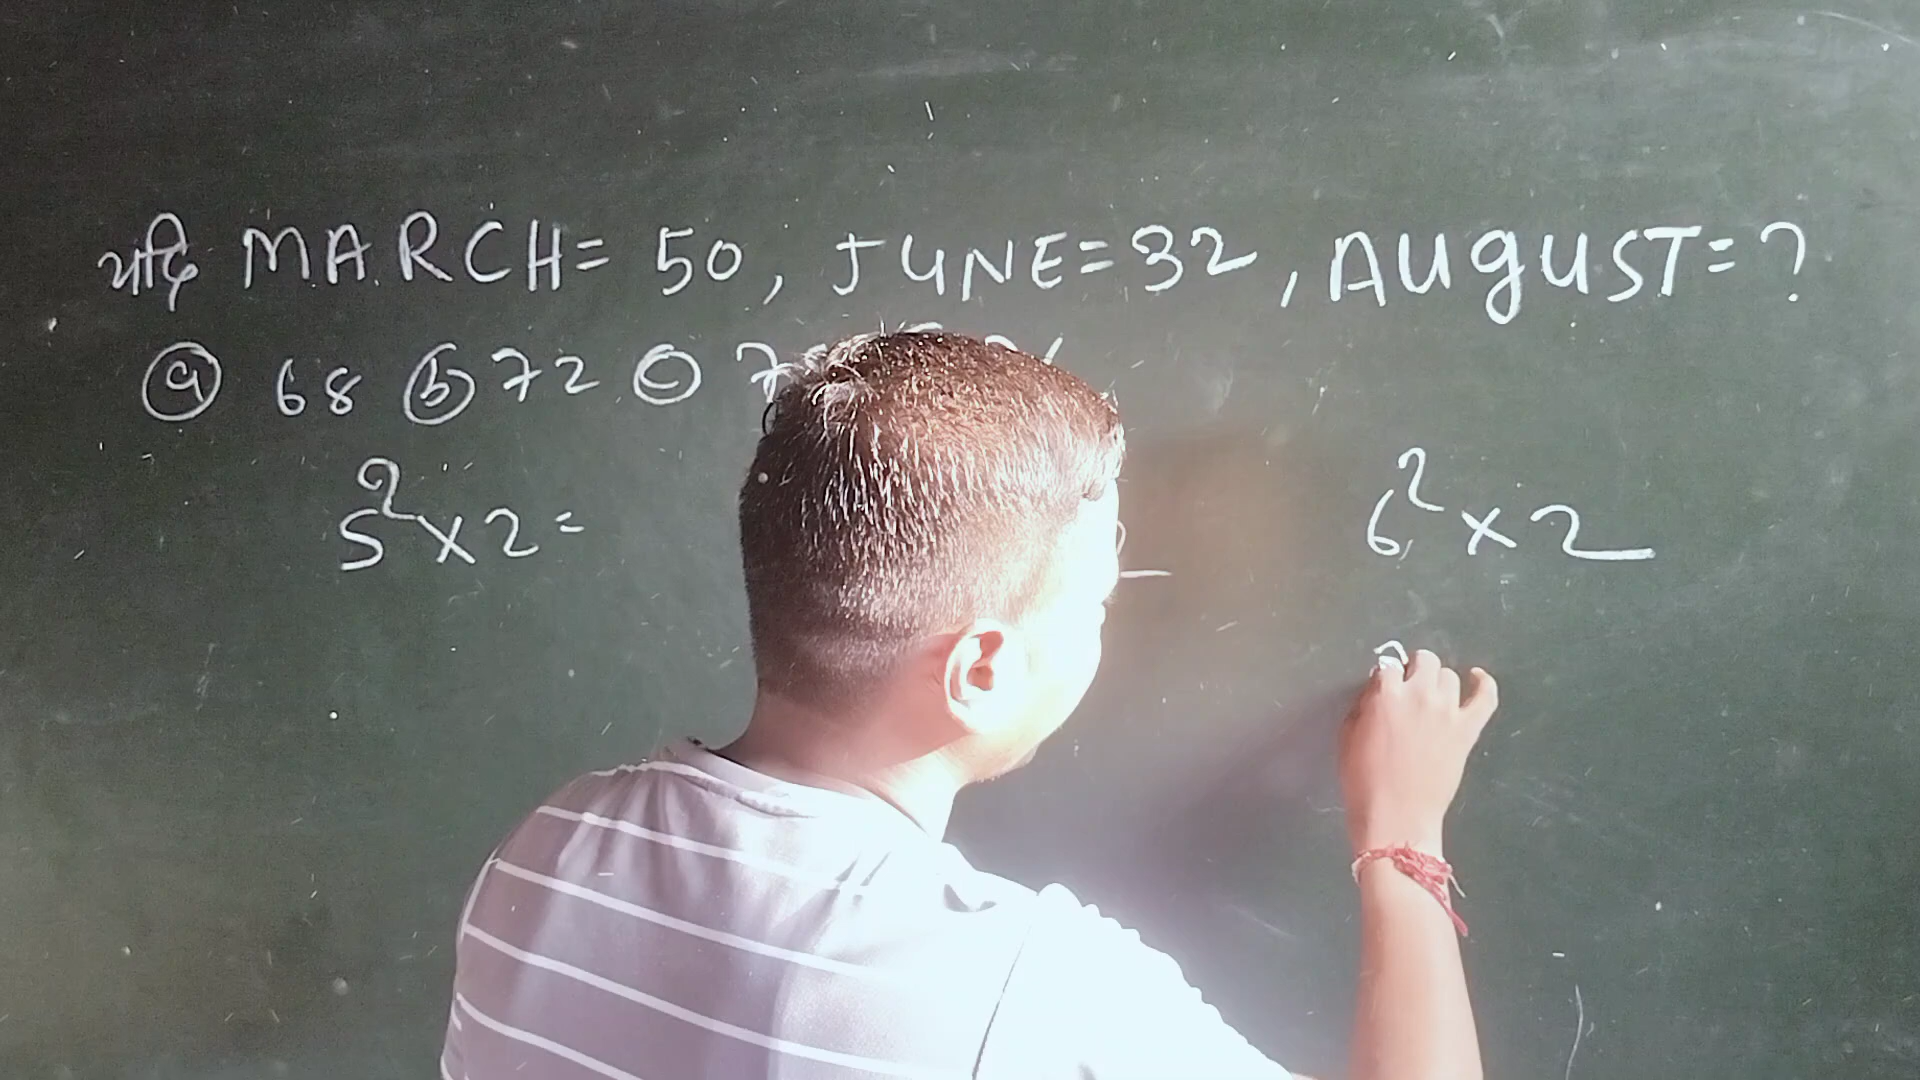 यदि MARCH= 50, JUNE=32, AUGUST=?
ⓐ 68 ⓑ 72 ⓒ
5²×2= 6²×2